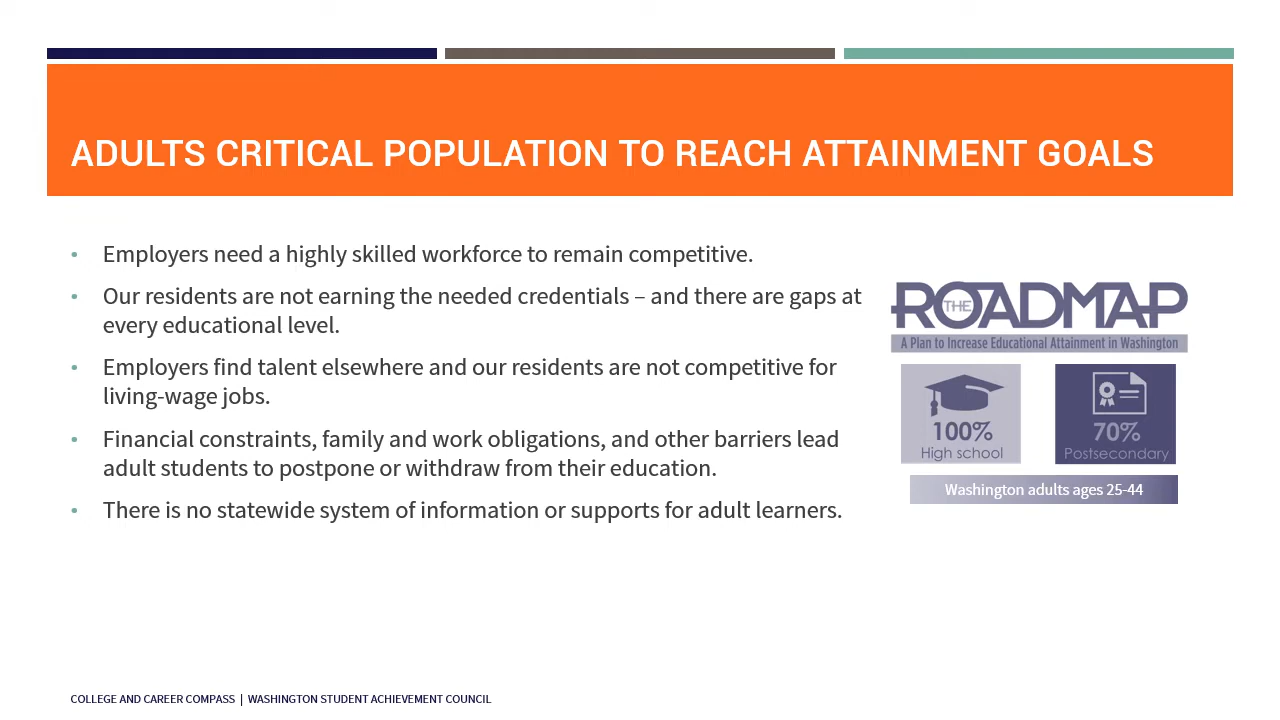 ADULTS CRITICAL POPULATION TO REACH ATTAINMENT GOALS
• Employers need a highly skilled workforce to remain competitive.
• Our residents are not earning the needed credentials – and there are gaps at
every educational level.
• Employers find talent elsewhere and our residents are not competitive for
living-wage jobs.
• Financial constraints, family and work obligations, and other barriers lead
adult students to postpone or withdraw from their education.
• There is no statewide system of information or supports for adult learners.
THE ROADMAP
A Plan to Increase Educational Attainment in Washington
100%
High school
70%
Postsecondary
Washington adults ages 25-44
COLLEGE AND CAREER COMPASS | WASHINGTON STUDENT ACHIEVEMENT COUNCIL